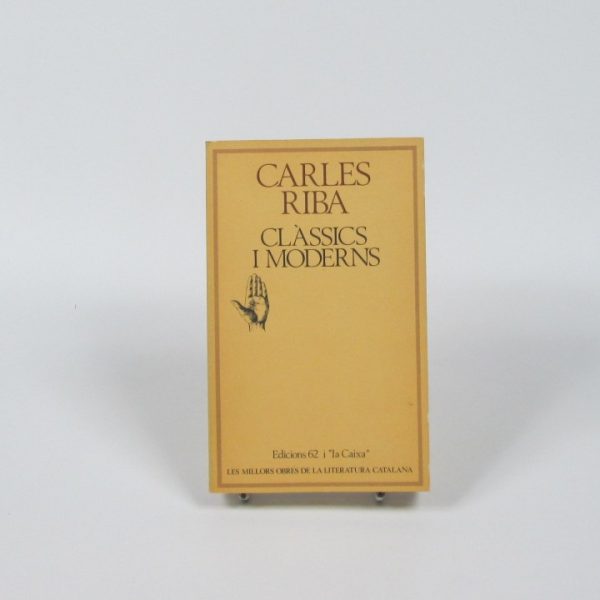 CARLES
RIBA
CLÀSSICS
I MODERNS
Edicions 62 i "la Caixa"
LES MILLORS OBRES DE LA LITERATURA CATALANA